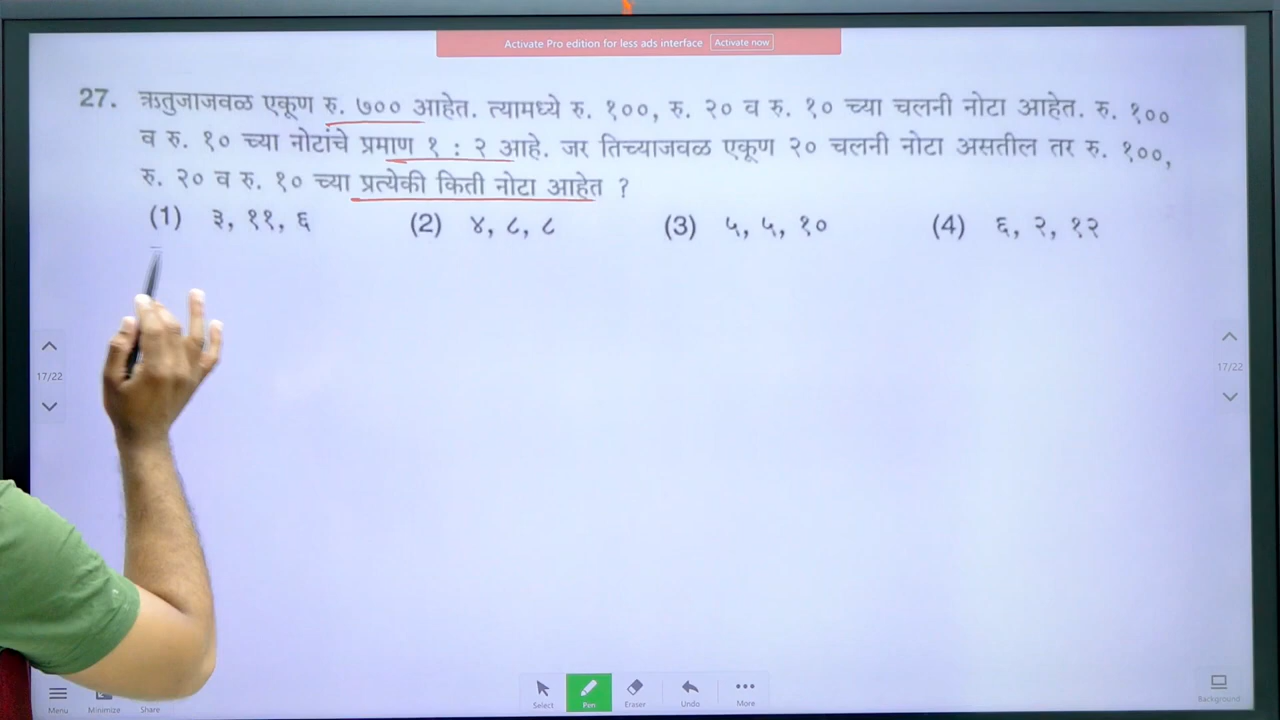 Activate Pro edition for less ads interface Activate now
27. ऋतुजाजवळ एकूण रु. ७०० आहेत. त्यामध्ये रु. १००, रु. २० व रु. १० च्या चलनी नोटा आहेत. रु. १००
व रु. १० च्या नोटांचे प्रमाण १ : २ आहे. जर तिच्याजवळ एकूण २० चलनी नोटा असतील तर रु. १००,
रु. २० व रु. १० च्या प्रत्येकी किती नोटा आहेत ?
(1) ३, ११, ६ (2) ४, ८, ८ (3) ५, ५, १० (4) ६, २, १२
17/22 17/22
Menu Minimize Share Select Pen Eraser Undo More Background